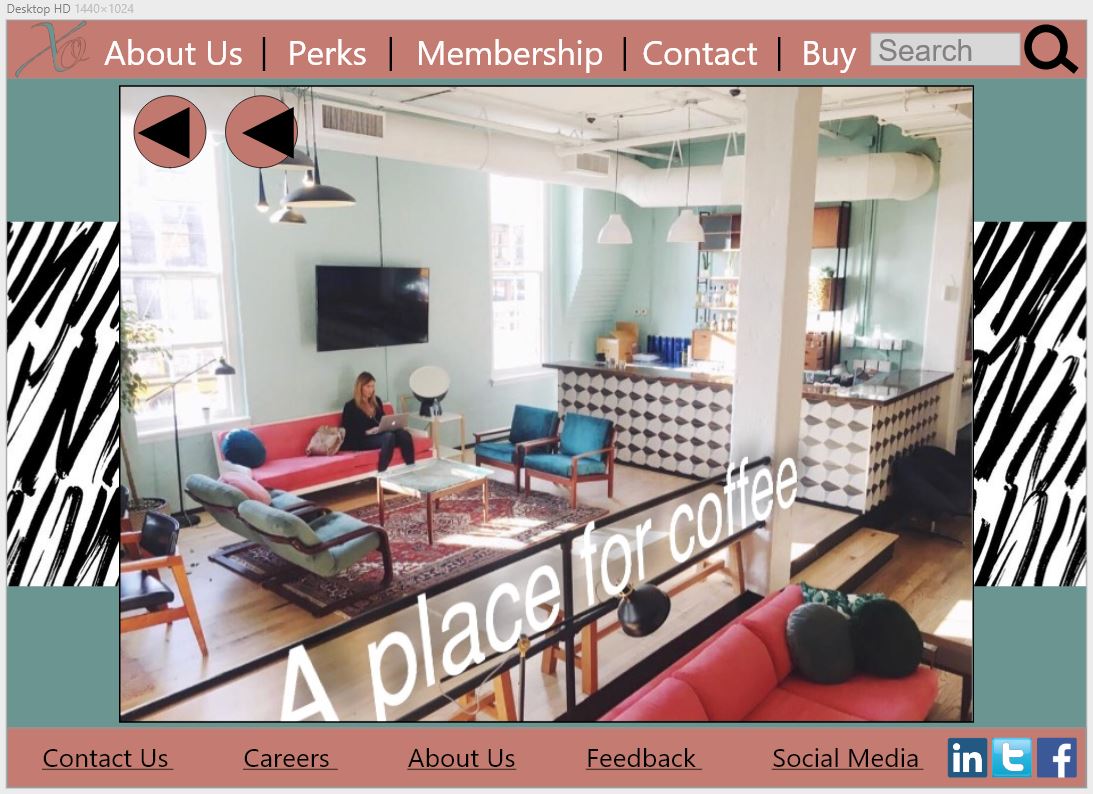 Desktop HD 1440×1024
Xo About Us | Perks | Membership | Contact | Buy Search
A place for coffee
Contact Us Careers About Us Feedback Social Media in t f